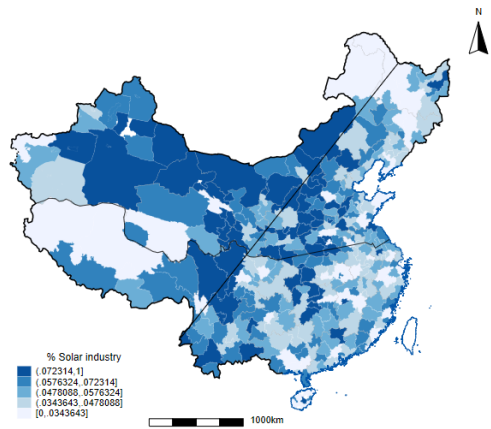 N
% Solar industry
(.072314,1]
(.0576324,.072314]
(.0478088,.0576324]
(.0343643,.0478088]
[0,.0343643]
1000km